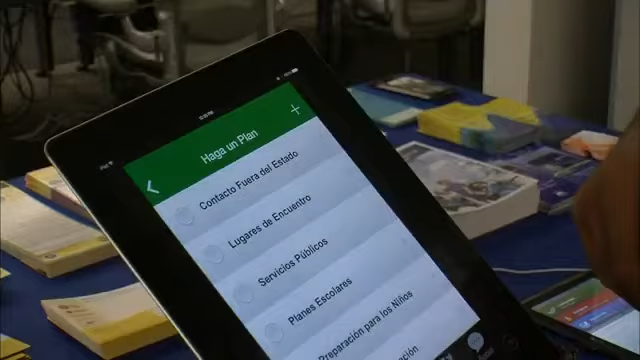 Haga un Plan
Contacto Fuera del Estado
Lugares de Encuentro
Servicios Públicos
Planes Escolares
Preparación para los Niños